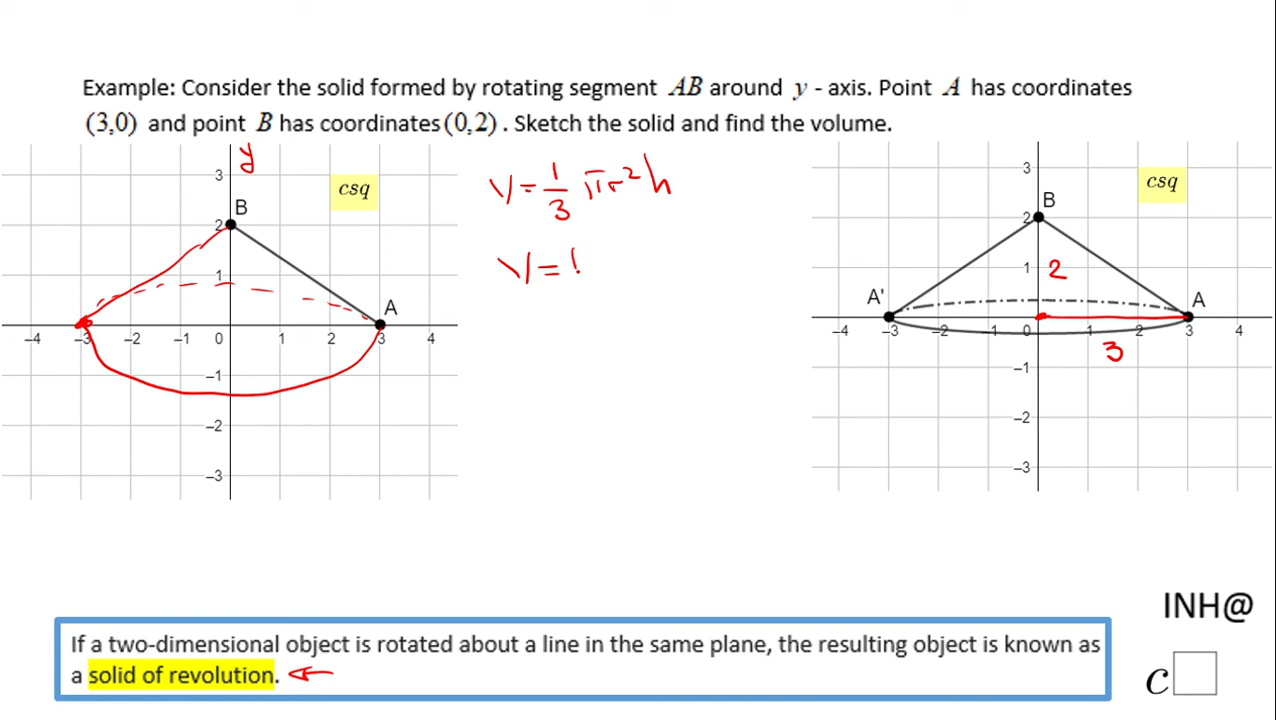 Example: Consider the solid formed by rotating segment AB around y - axis. Point A has coordinates
(3,0) and point B has coordinates (0,2). Sketch the solid and find the volume.
y
3
csq
B
2
1
A
−4 −3 −2 −1 0 1 2 3 4
−1
−2
−3
V = 1/3 πr²h
V =
3
csq
B
2
1
2
A'
A
−4 −3 −2 −1 0 1 2 3 4
3
−1
−2
−3
INH@
If a two-dimensional object is rotated about a line in the same plane, the resulting object is known as
a solid of revolution.
c